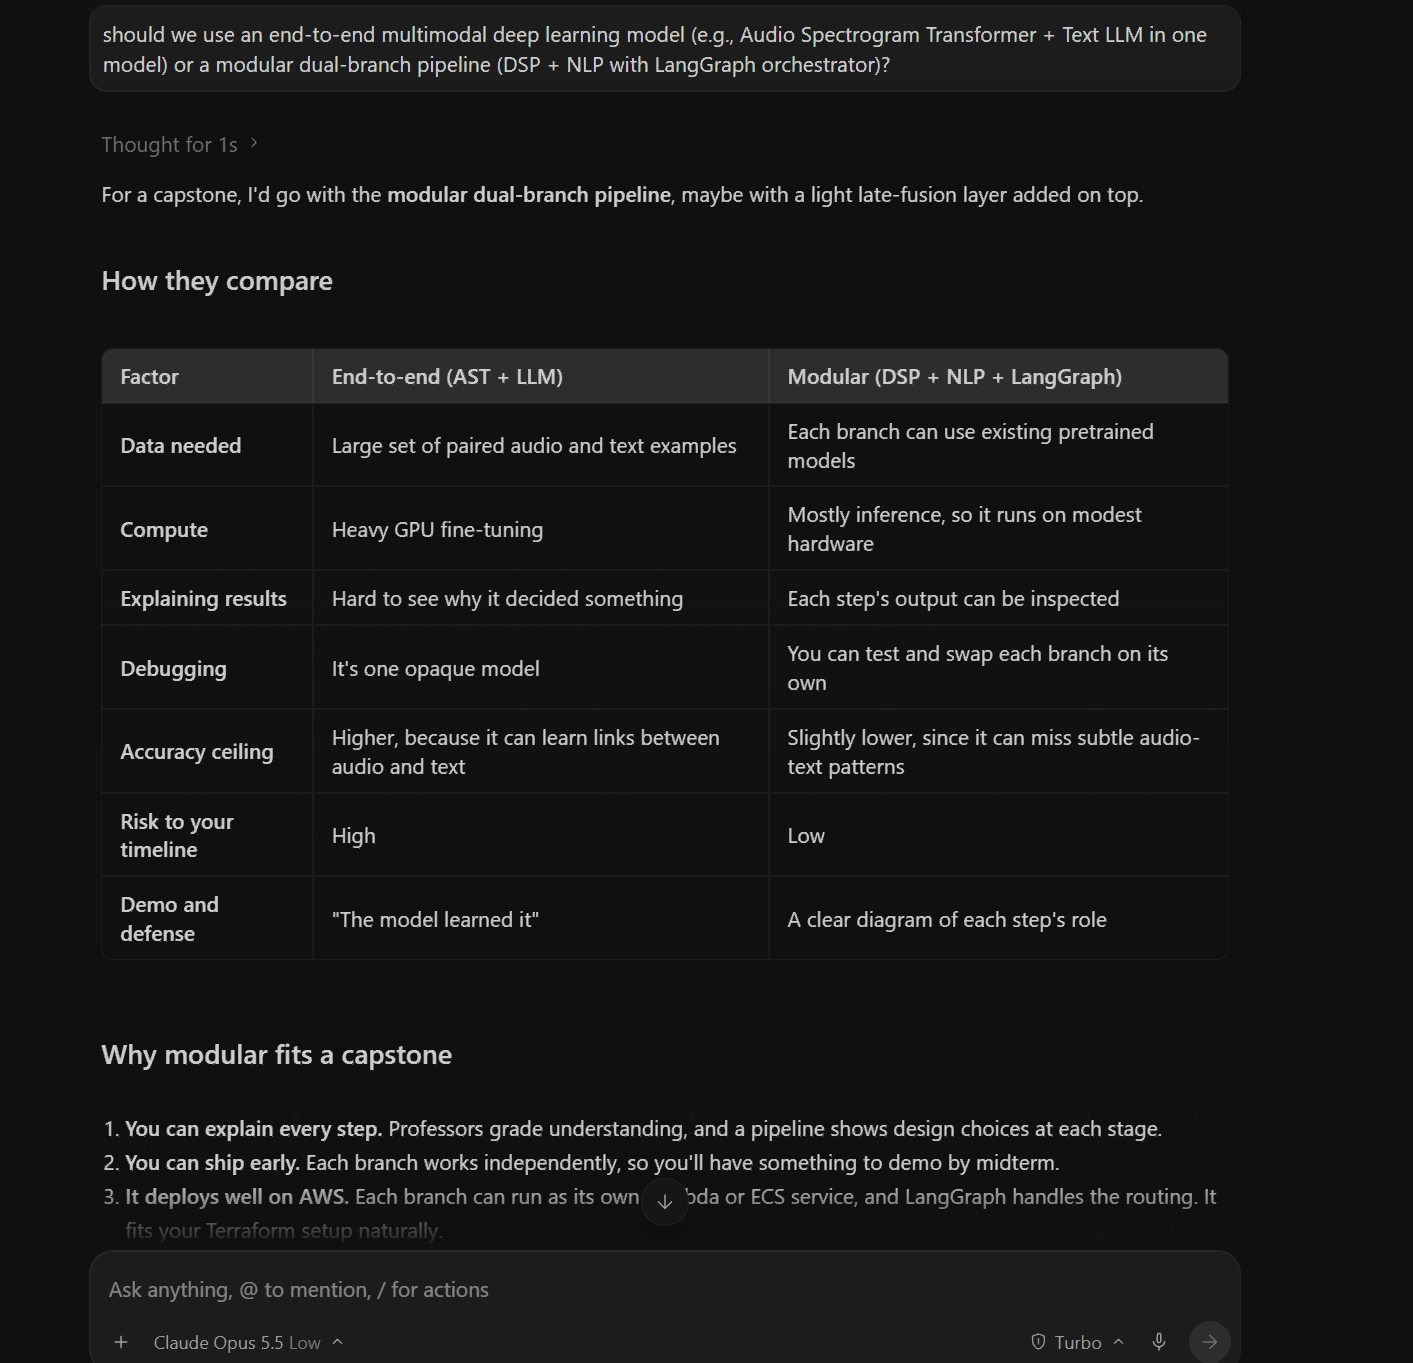 should we use an end-to-end multimodal deep learning model (e.g., Audio Spectrogram Transformer + Text LLM in one
model) or a modular dual-branch pipeline (DSP + NLP with LangGraph orchestrator)?
Thought for 1s
For a capstone, I'd go with the modular dual-branch pipeline, maybe with a light late-fusion layer added on top.
How they compare
Factor End-to-end (AST + LLM) Modular (DSP + NLP + LangGraph)
Data needed Large set of paired audio and text examples Each branch can use existing pretrained
models
Compute Heavy GPU fine-tuning Mostly inference, so it runs on modest
hardware
Explaining results Hard to see why it decided something Each step's output can be inspected
Debugging It's one opaque model You can test and swap each branch on its
own
Accuracy ceiling Higher, because it can learn links between
audio and text Slightly lower, since it can miss subtle audio-
text patterns
Risk to your
timeline High Low
Demo and
defense "The model learned it" A clear diagram of each step's role
Why modular fits a capstone
1. You can explain every step. Professors grade understanding, and a pipeline shows design choices at each stage.
2. You can ship early. Each branch works independently, so you'll have something to demo by midterm.
3. It deploys well on AWS. Each branch can run as its own bda or ECS service, and LangGraph handles the routing. It
fits your Terraform setup naturally.
Ask anything, @ to mention, / for actions
Claude Opus 5.5 Low Turbo